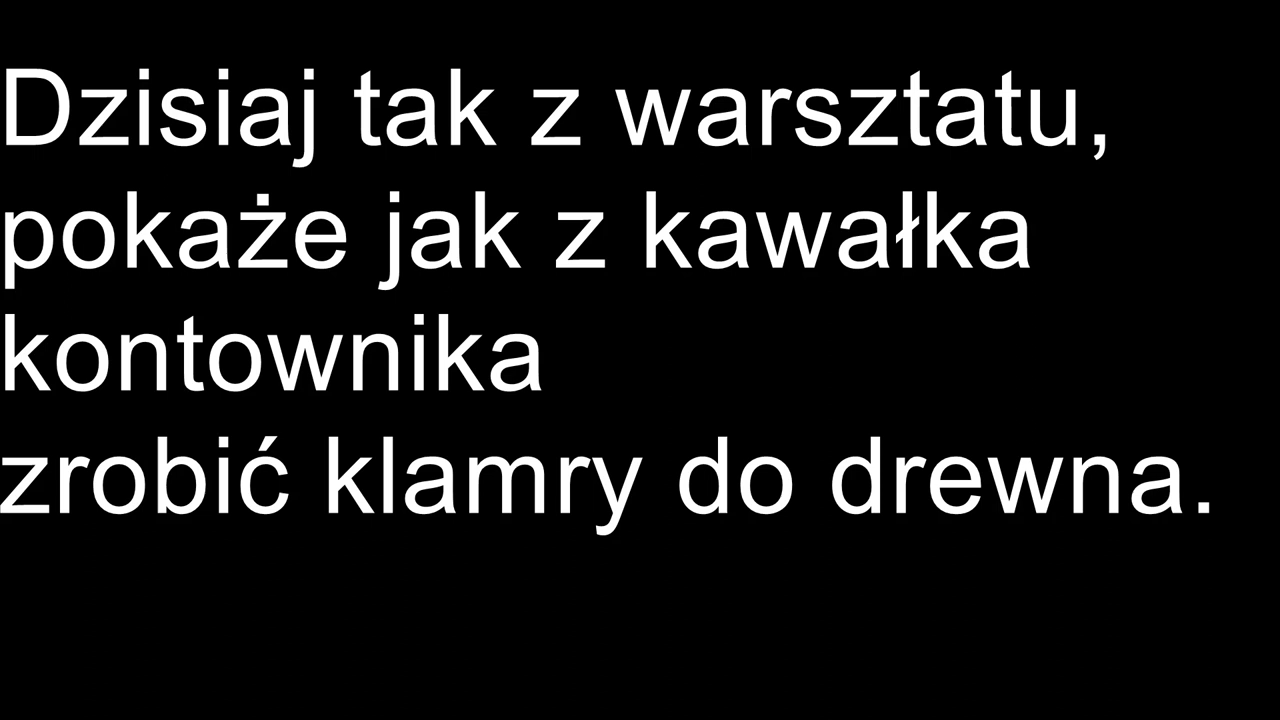 Dzisiaj tak z warsztatu,
pokaże jak z kawałka
kontownika
zrobić klamry do drewna.